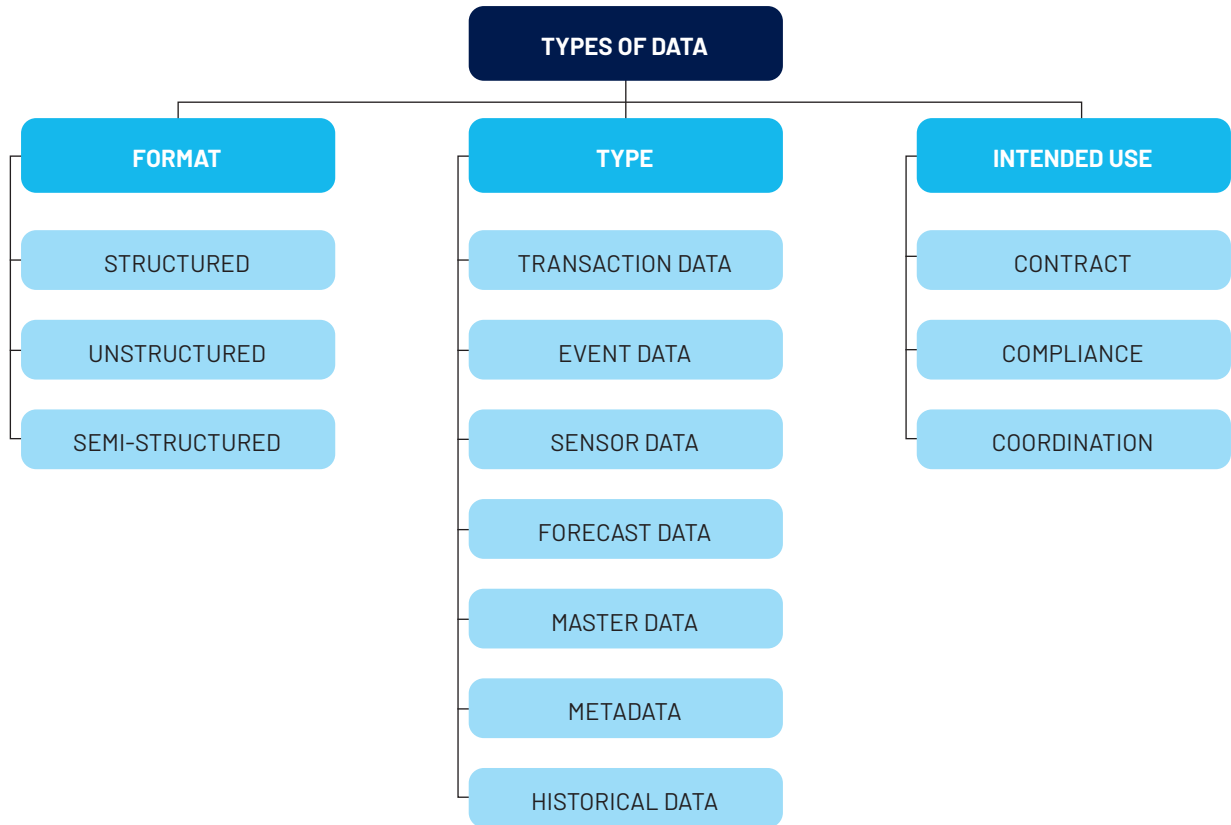 TYPES OF DATA
FORMAT
STRUCTURED
UNSTRUCTURED
SEMI-STRUCTURED
TYPE
TRANSACTION DATA
EVENT DATA
SENSOR DATA
FORECAST DATA
MASTER DATA
METADATA
HISTORICAL DATA
INTENDED USE
CONTRACT
COMPLIANCE
COORDINATION